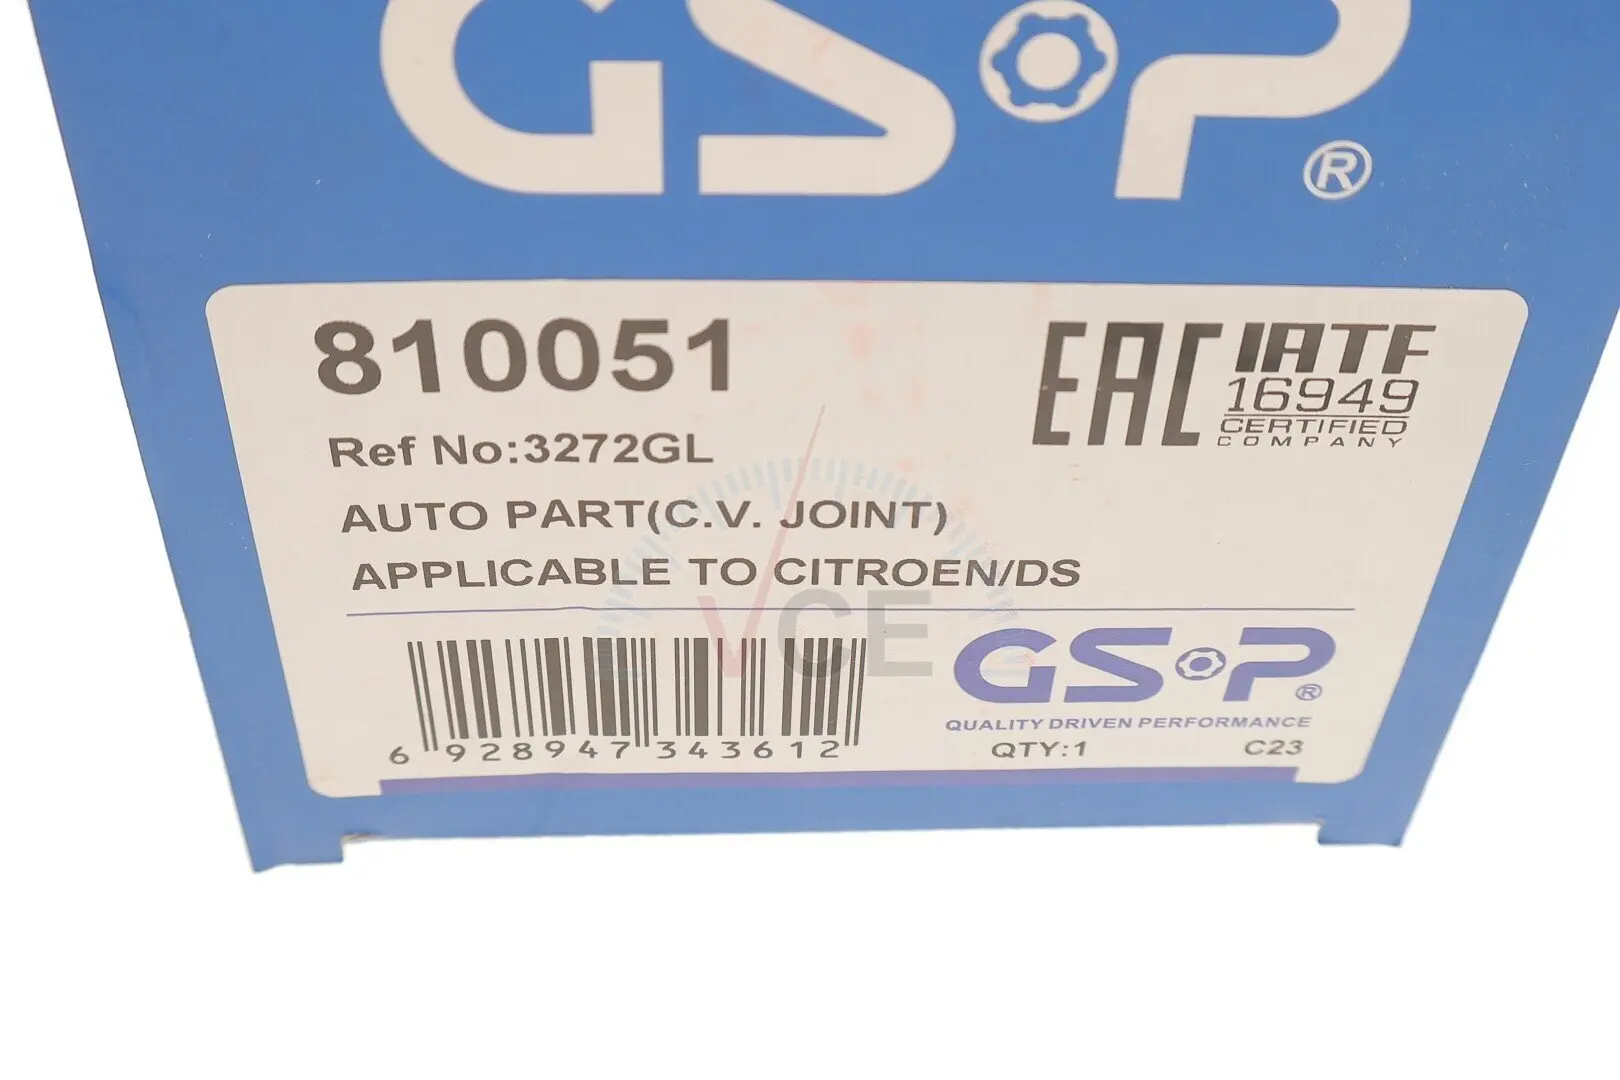 GSP®
810051
EAC IATF
16949
CERTIFIED
COMPANY
Ref No:3272GL
AUTO PART(C.V. JOINT)
APPLICABLE TO CITROEN/DS
VCE
GSP®
QUALITY DRIVEN PERFORMANCE
6 928947 343612
QTY:1 C23